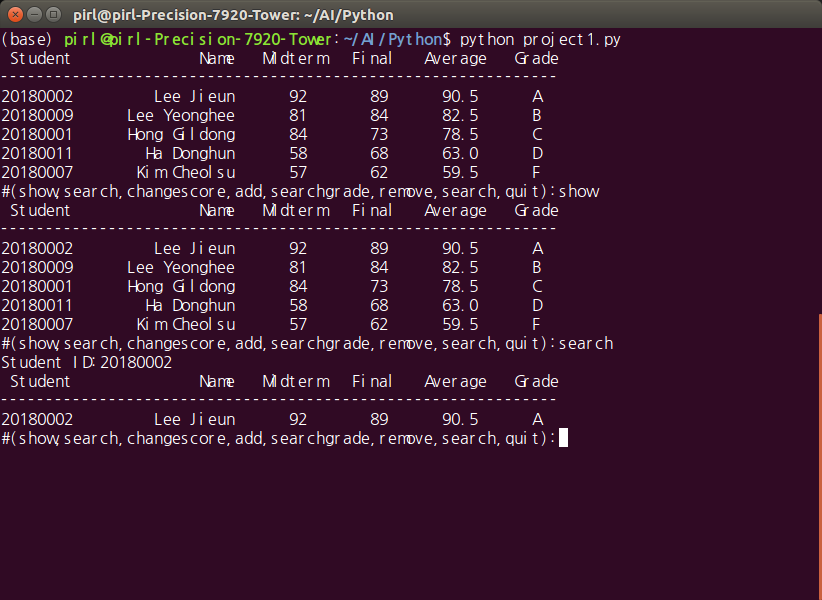 pirl@pirl-Precision-7920-Tower: ~/AI/Python
(base) pirl@pirl-Precision-7920-Tower:~/AI/Python$ python project1.py
Student Name Midterm Final Average Grade
--------------------------------------------------------------
20180002 Lee Jieun 92 89 90.5 A
20180009 Lee Yeonghee 81 84 82.5 B
20180001 Hong Gildong 84 73 78.5 C
20180011 Ha Donghun 58 68 63.0 D
20180007 Kim Cheolsu 57 62 59.5 F
#(show,search,changescore,add,searchgrade,remove,search,quit):show
Student Name Midterm Final Average Grade
--------------------------------------------------------------
20180002 Lee Jieun 92 89 90.5 A
20180009 Lee Yeonghee 81 84 82.5 B
20180001 Hong Gildong 84 73 78.5 C
20180011 Ha Donghun 58 68 63.0 D
20180007 Kim Cheolsu 57 62 59.5 F
#(show,search,changescore,add,searchgrade,remove,search,quit):search
Student ID:20180002
Student Name Midterm Final Average Grade
--------------------------------------------------------------
20180002 Lee Jieun 92 89 90.5 A
#(show,search,changescore,add,searchgrade,remove,search,quit):